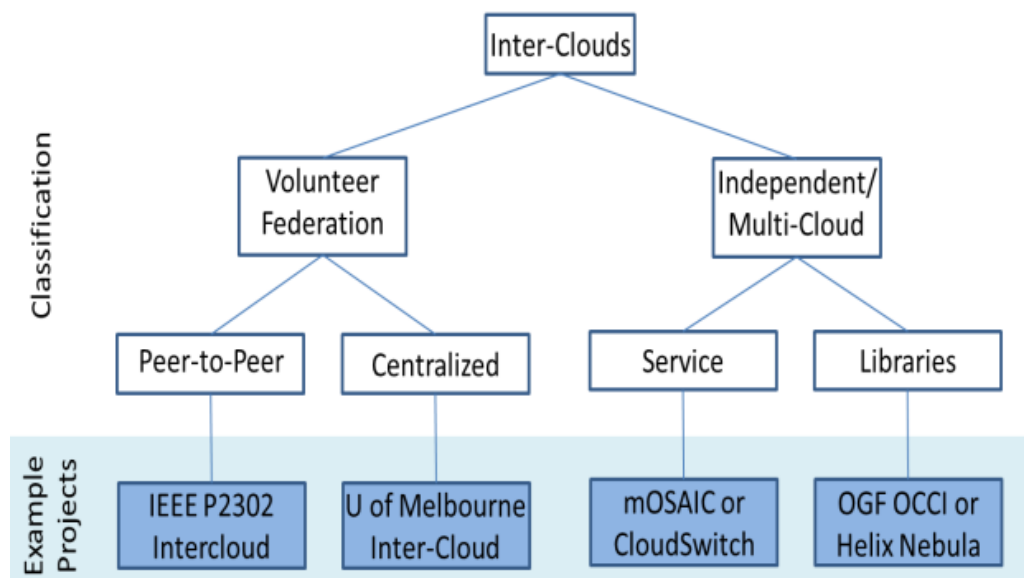 Inter-Clouds
Classification
Volunteer
Federation
Independent/
Multi-Cloud
Peer-to-Peer
Centralized
Service
Libraries
Example
Projects
IEEE P2302
Intercloud
U of Melbourne
Inter-Cloud
mOSAIC or
CloudSwitch
OGF OCCI or
Helix Nebula